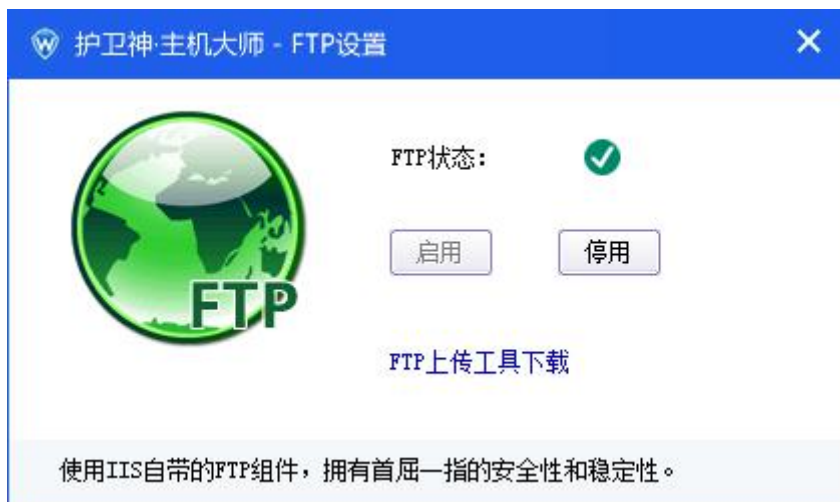 护卫神·主机大师 - FTP设置
FTP状态：
启用
停用
FTP
FTP上传工具下载
使用IIS自带的FTP组件，拥有首屈一指的安全性和稳定性。